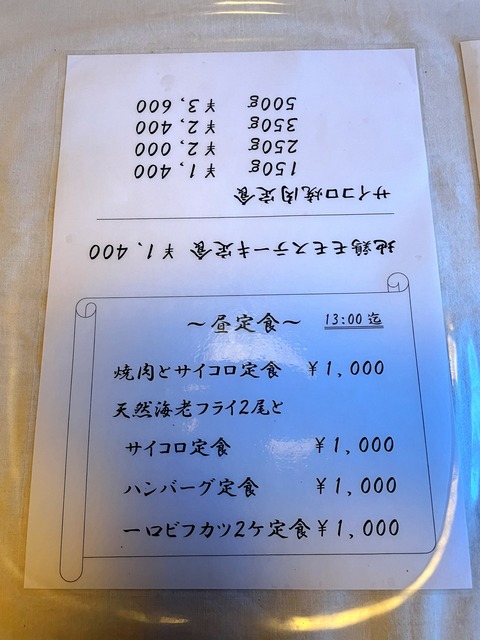 〜昼定食〜 13:00 迄
焼肉とサイコロ定食 ¥1,000
天然海老フライ2尾と
サイコロ定食 ¥1,000
ハンバーグ定食 ¥1,000
一口ビフカツ2ケ定食¥1,000
地鶏モモステーキ定食 ¥1,400
サイコロ焼肉定食
150g ¥1,400
250g ¥2,000
350g ¥2,400
500g ¥3,600